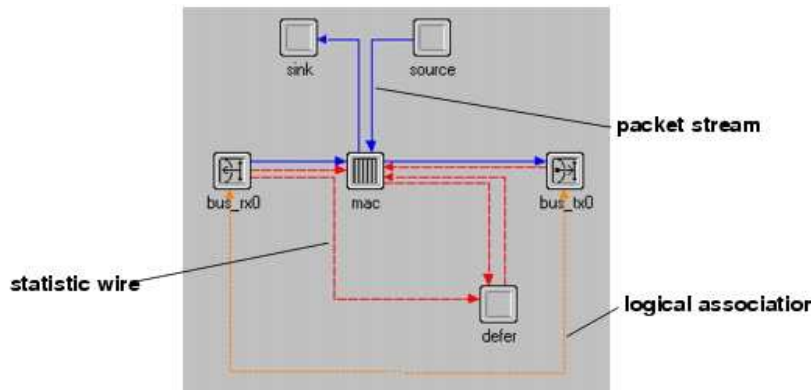 sink
source
packet stream
bus_rx0
mac
bus_tx0
statistic wire
logical association
defer